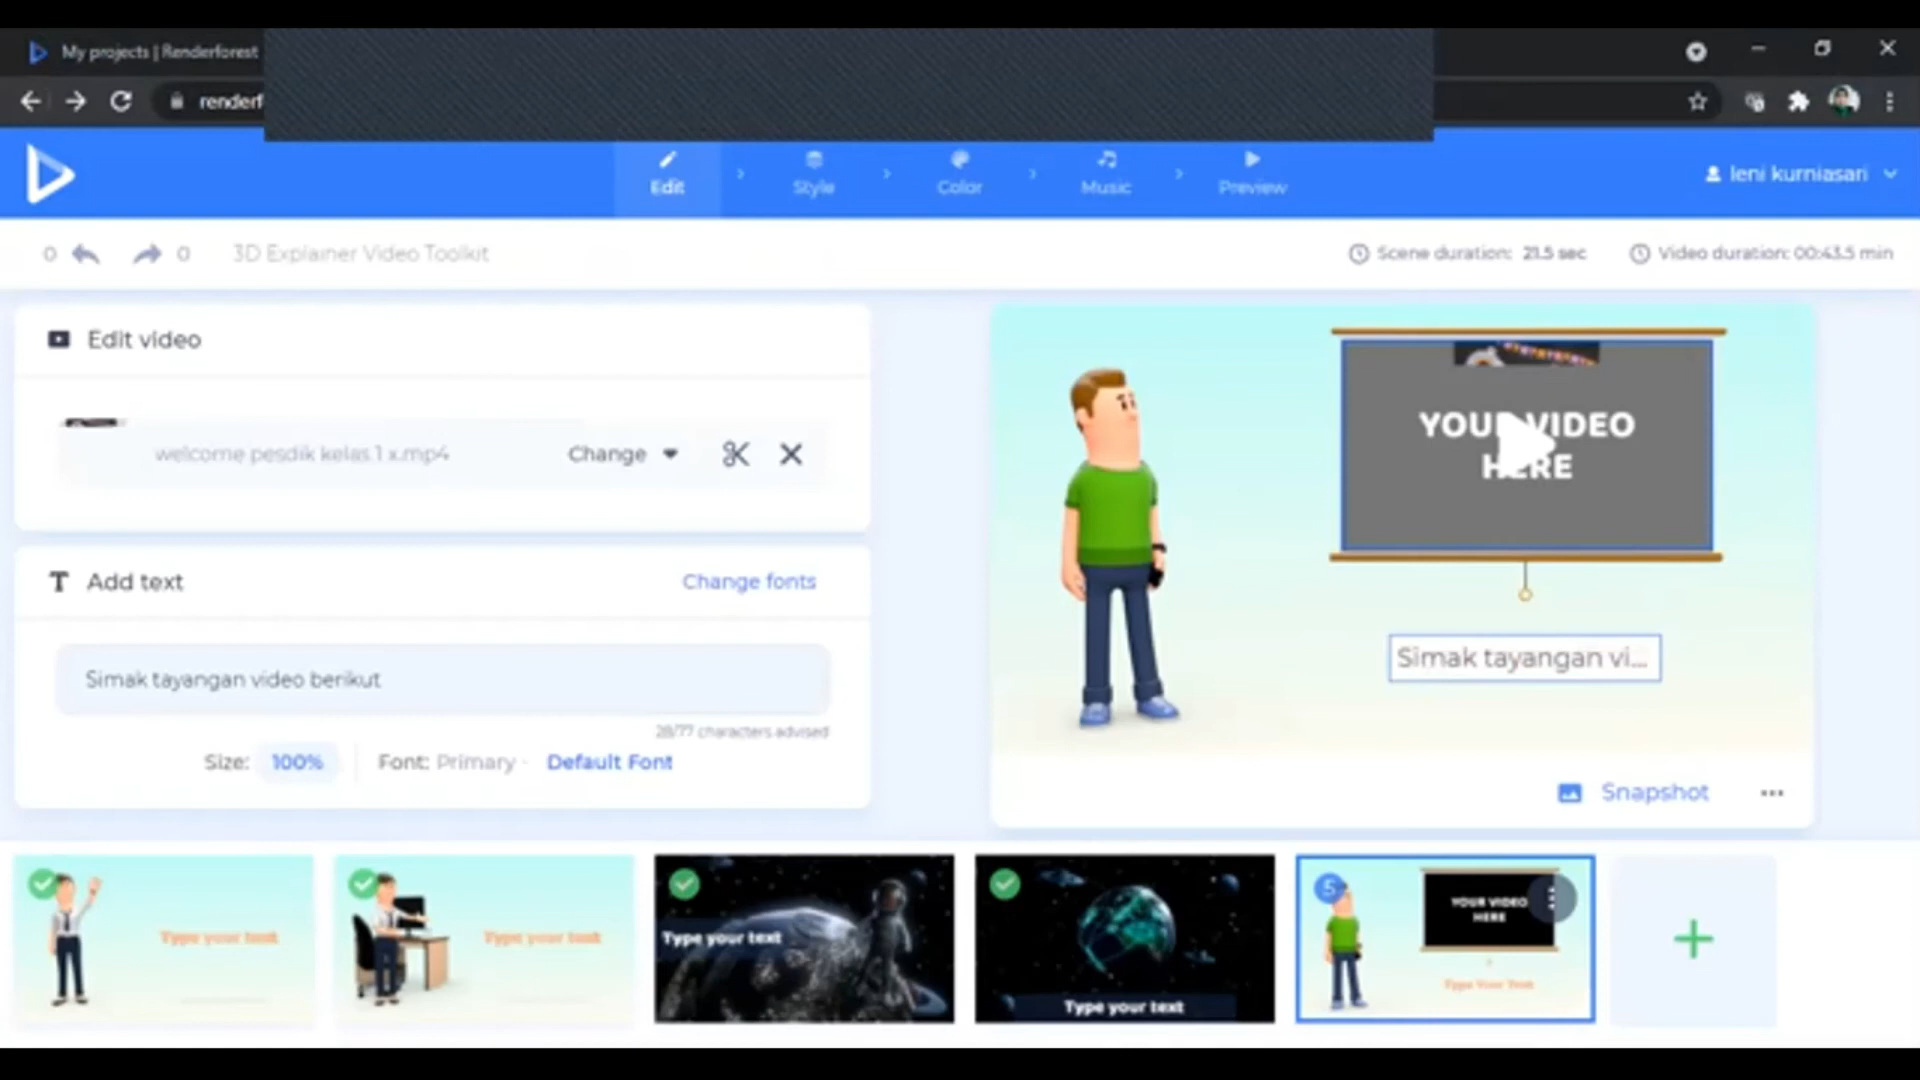 My projects | Renderforest
renderf
Edit
Style
Color
Music
Preview
leni kurniasari
0
0
3D Explainer Video Toolkit
Scene duration: 21.5 sec
Video duration: 00:43.5 min
Edit video
welcome pesdik kelas 1 x.mp4
Change
Add text
Change fonts
Simak tayangan video berikut
28/77 characters advised
Size: 100%
Font: Primary - Default Font
YOUR VIDEO
HERE
Simak tayangan vi...
Snapshot
Type your text
Type your text
Type your text
Type your text
5
YOUR VIDEO
HERE
Type Your Text